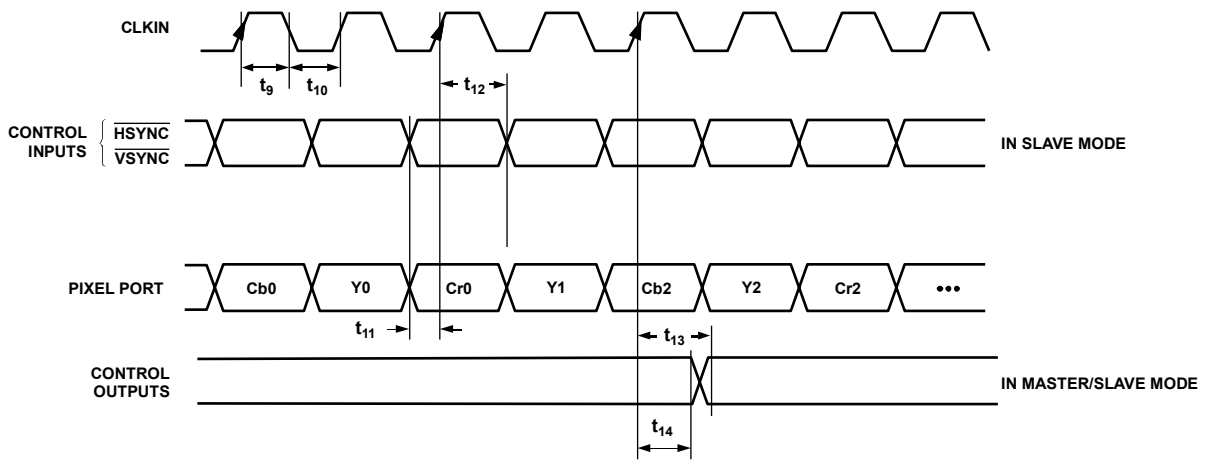 CLKIN
t9
t10
t12
CONTROL
INPUTS
HSYNC
VSYNC
IN SLAVE MODE
PIXEL PORT
Cb0
Y0
Cr0
Y1
Cb2
Y2
Cr2
•••
t11
t13
CONTROL
OUTPUTS
IN MASTER/SLAVE MODE
t14